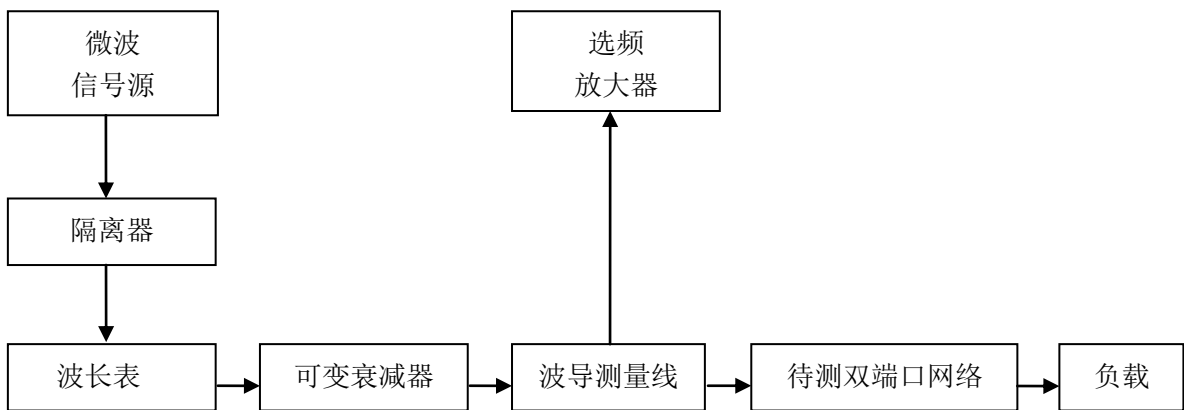 微波
信号源
选频
放大器
隔离器
波长表
可变衰减器
波导测量线
待测双端口网络
负载